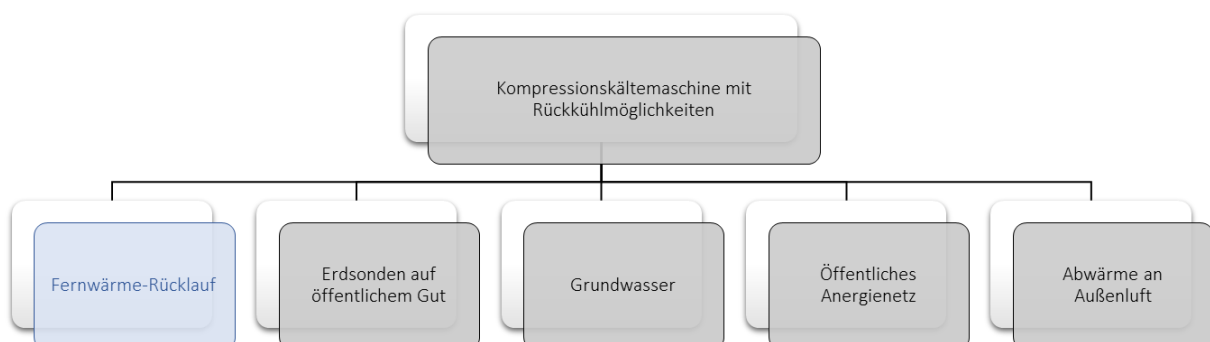 Kompressionskältemaschine mit
Rückkühlmöglichkeiten
Fernwärme-Rücklauf
Erdsonden auf
öffentlichem Gut
Grundwasser
Öffentliches
Anergienetz
Abwärme an
Außenluft